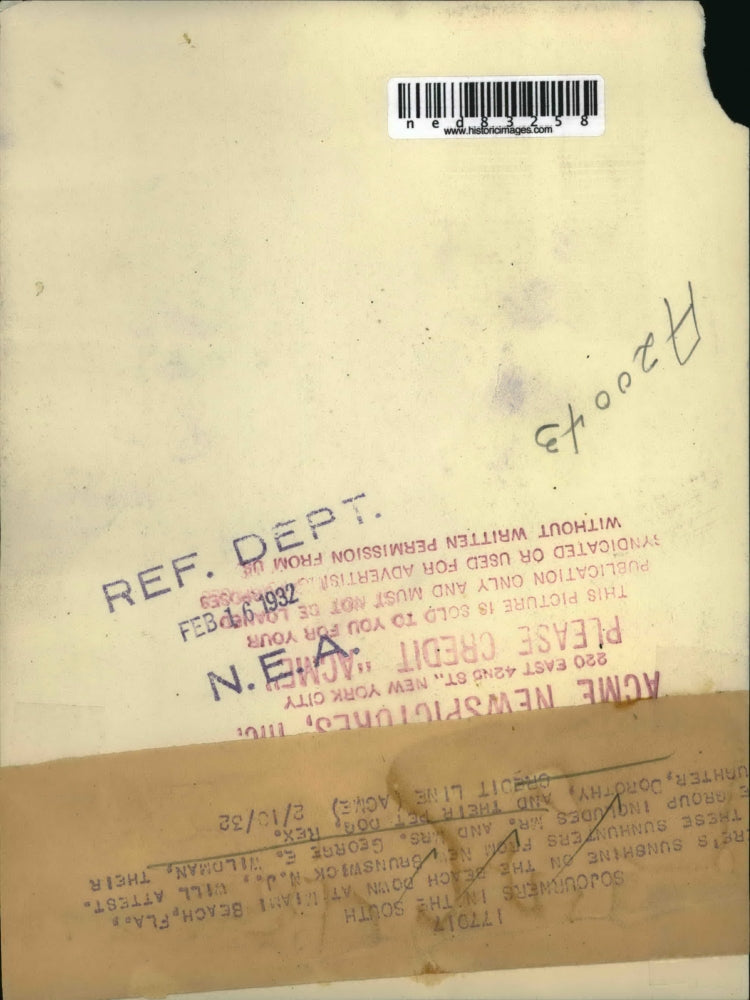 ned83258
www.historicimages.com
A20043
REF. DEPT.
FEB 16 1932
N.E.A.
177017
SOJOURNERS IN THE SOUTH
RE'S SUNSHINE ON THE BEACH DOWN AT MIAMI BEACH,FLA.,
THESE SUNHUNTERS FROM NEW BRUNSWICK N.J., WILL ATTEST.
E GROUP INCLUDES MR. AND MRS. GEORGE E. WILDMAN, THEIR
UGHTER, DOROTHY, AND THEIR PET DOG, REX.
CREDIT LINE (ACME) 2/10/32
ACME NEWSPICTURES, INC.
220 EAST 42ND ST., NEW YORK CITY
PLEASE CREDIT "ACME"
THIS PICTURE IS SOLD TO YOU FOR YOUR
PUBLICATION ONLY AND MUST NOT BE LOANED
SYNDICATED OR USED FOR ADVERTISING PURPOSES
WITHOUT WRITTEN PERMISSION FROM US